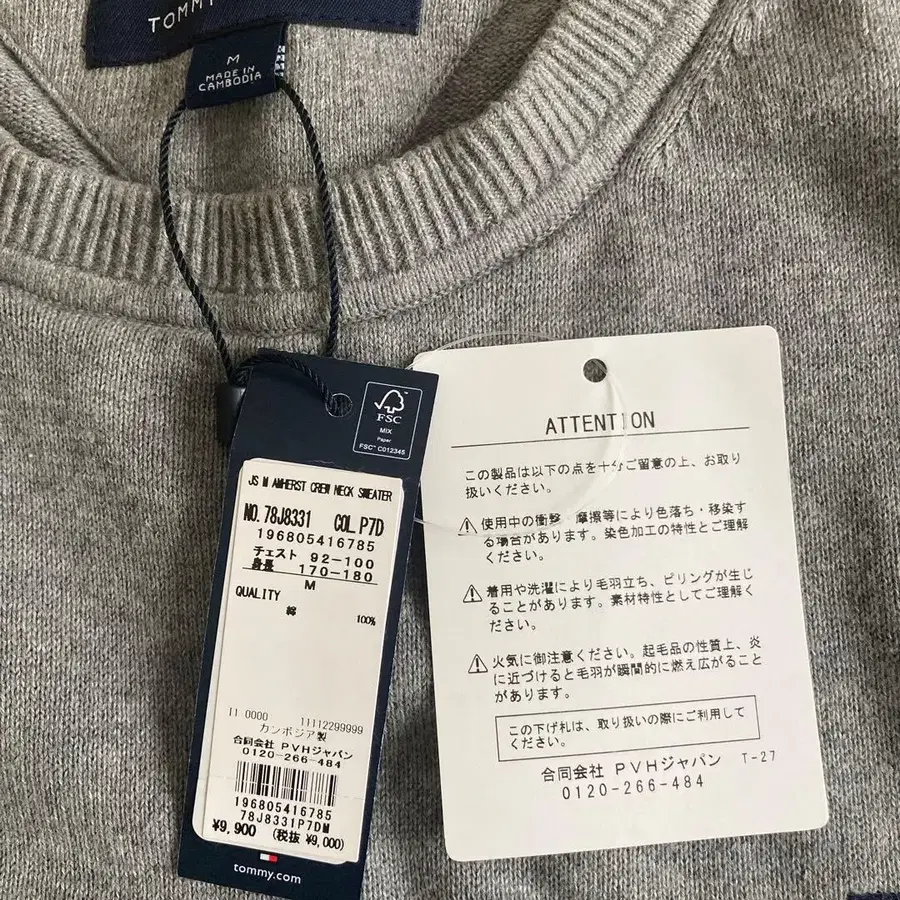 TOMMY
M
MADE IN
CAMBODIA
FSC
MIX
Paper
FSC™ C012345
JS M AMHERST CREW NECK SWEATER
NO.78J8331 COL.P7D
196805416785
チェスト 92-100
身長 170-180
M
QUALITY
綿 100%
11 0000 11112299999
カンボジア製
合同会社 PVHジャパン
0120-266-484
196805416785
78J8331P7DM
¥9,900 (税抜 ¥9,000)
tommy.com
ATTENTION
この製品は以下の点を十分ご留意の上、お取り
扱いください。
使用中の衝撃・摩擦等により色落ち・移染す
る場合があります。染色加工の特性とご理解
ください。
着用や洗濯により毛羽立ち、ピリングが生じ
ることがあります。素材特性としてご理解く
ださい。
火気に御注意ください。起毛品の性質上、炎
に近づけると毛羽が瞬間的に燃え広がること
があります。
この下げ札は、取り扱いの際にご利用して
ください。
合同会社 PVHジャパン T-27
0120-266-484